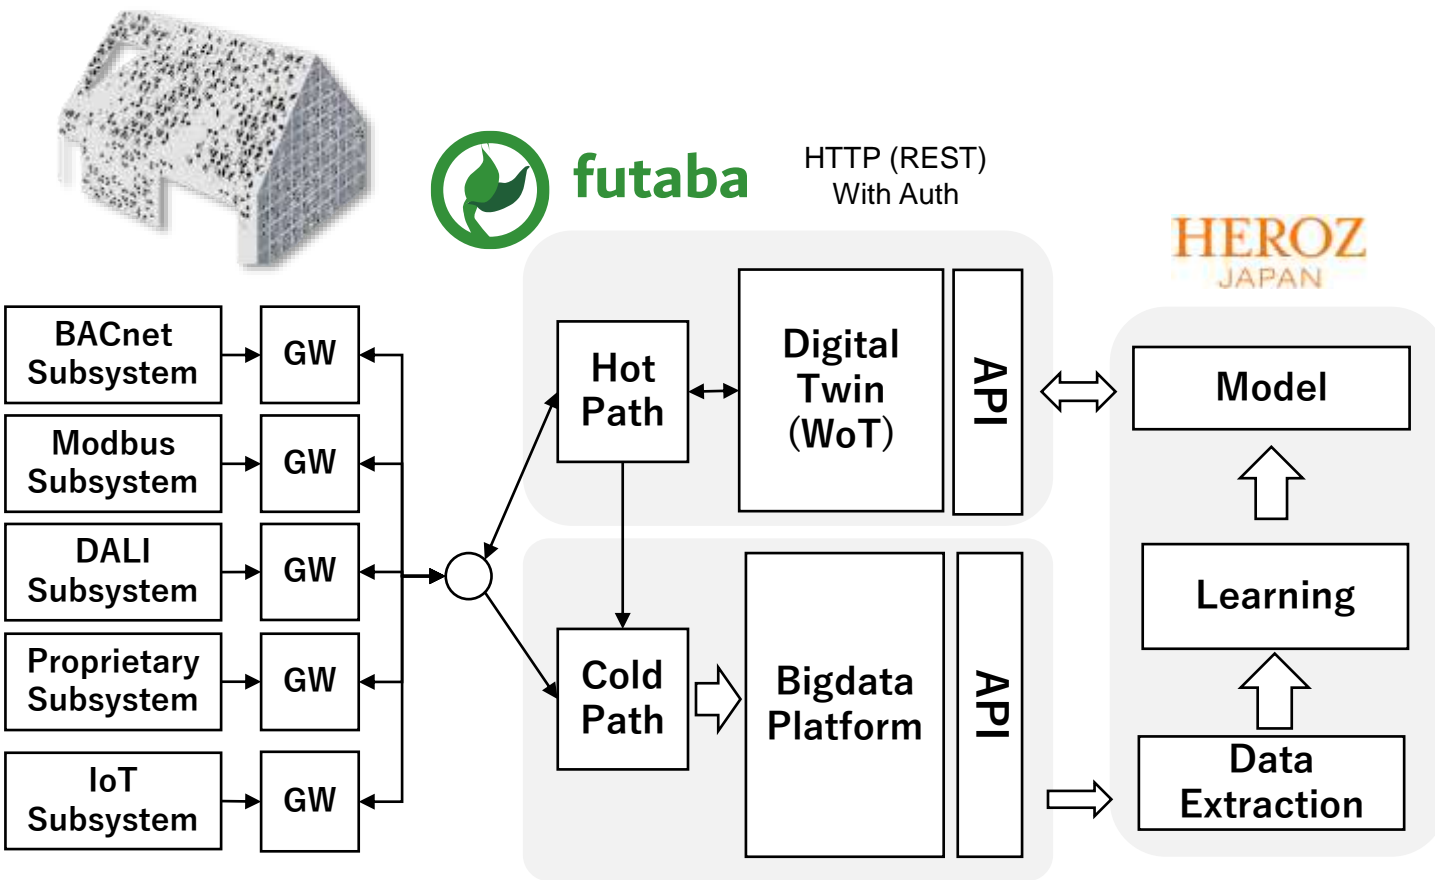 futaba
HTTP (REST)
With Auth
HEROZ
JAPAN
BACnet
Subsystem
GW
Modbus
Subsystem
GW
DALI
Subsystem
GW
Proprietary
Subsystem
GW
IoT
Subsystem
GW
Hot
Path
Digital
Twin
(WoT)
API
Cold
Path
Bigdata
Platform
API
Model
Learning
Data
Extraction